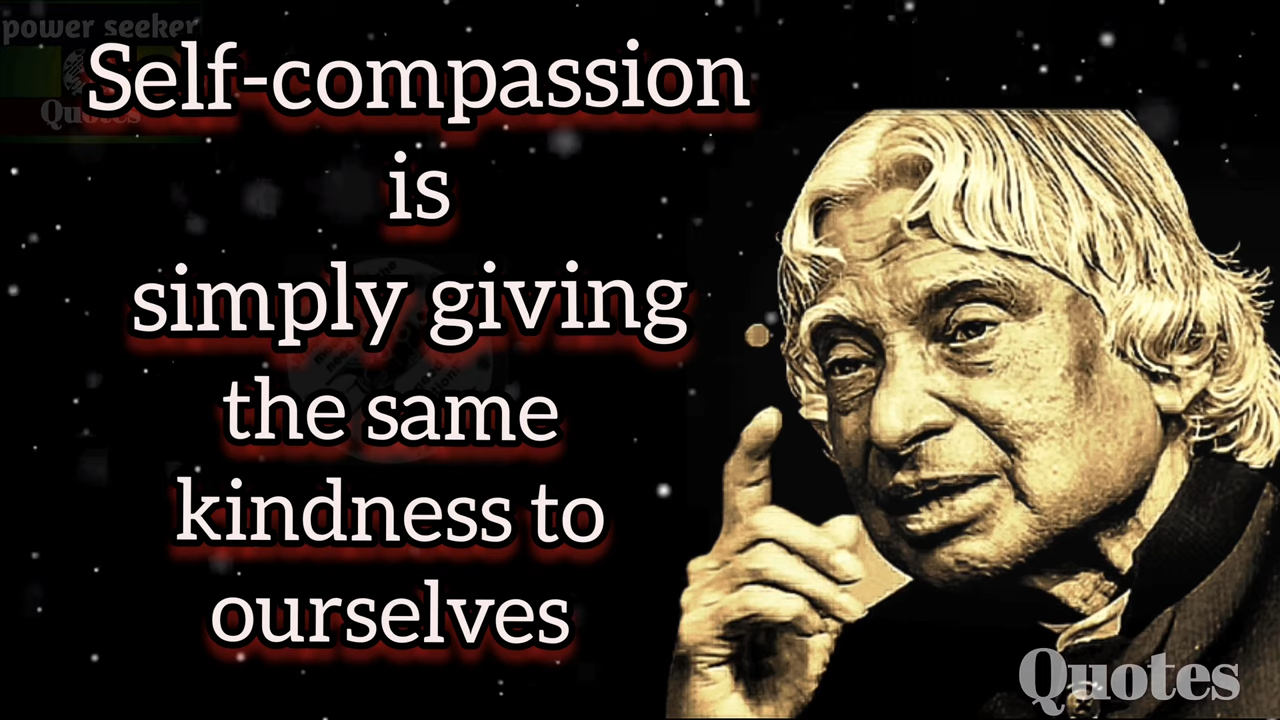 power seeker
Quotes
Self-compassion
is
simply giving
the same
kindness to
ourselves
Quotes